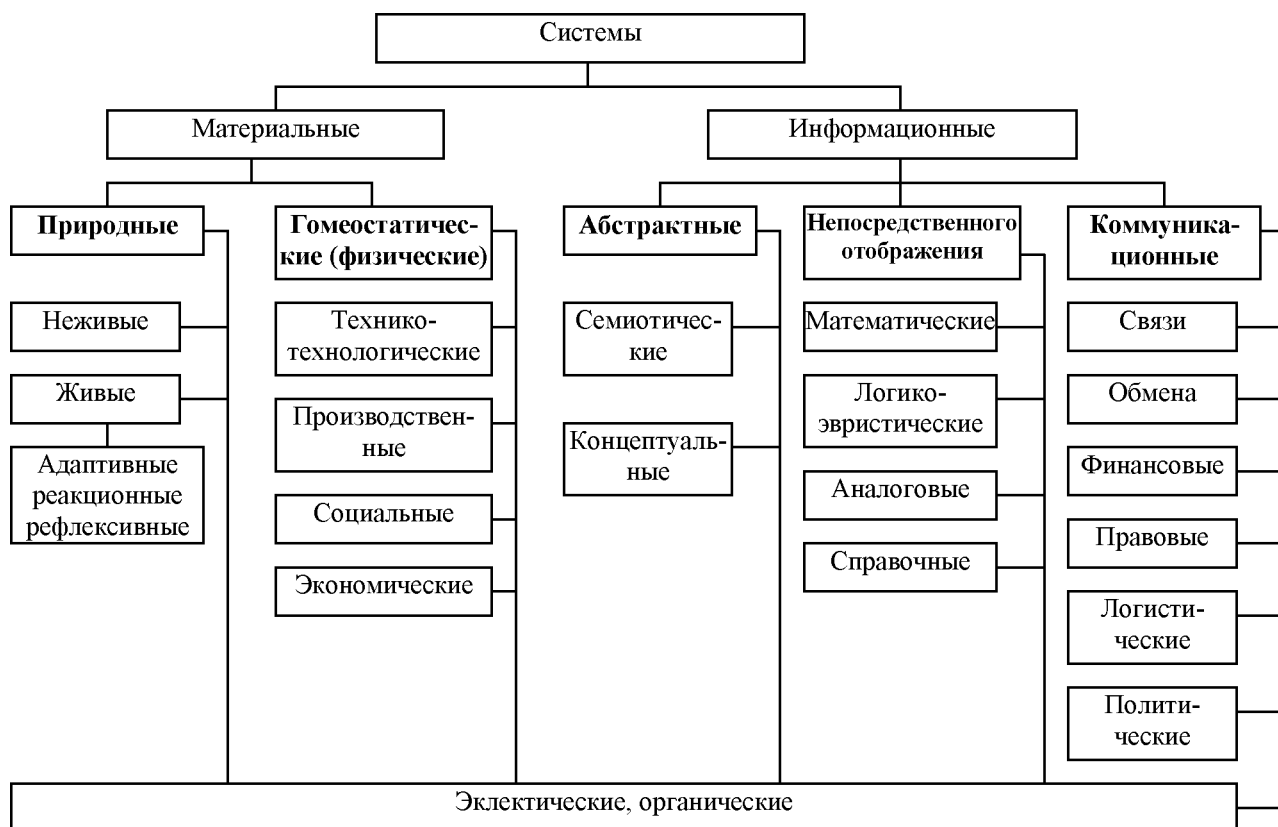 Системы
Материальные
Информационные
Природные
Неживые
Живые
Адаптивные
реакционные
рефлексивные
Гомеостатичес-
кие (физические)
Технико-
технологические
Производствен-
ные
Социальные
Экономические
Абстрактные
Семиотичес-
кие
Концептуаль-
ные
Непосредственного
отображения
Математические
Логико-
эвристические
Аналоговые
Справочные
Коммуника-
ционные
Связи
Обмена
Финансовые
Правовые
Логисти-
ческие
Полити-
ческие
Эклектические, органические